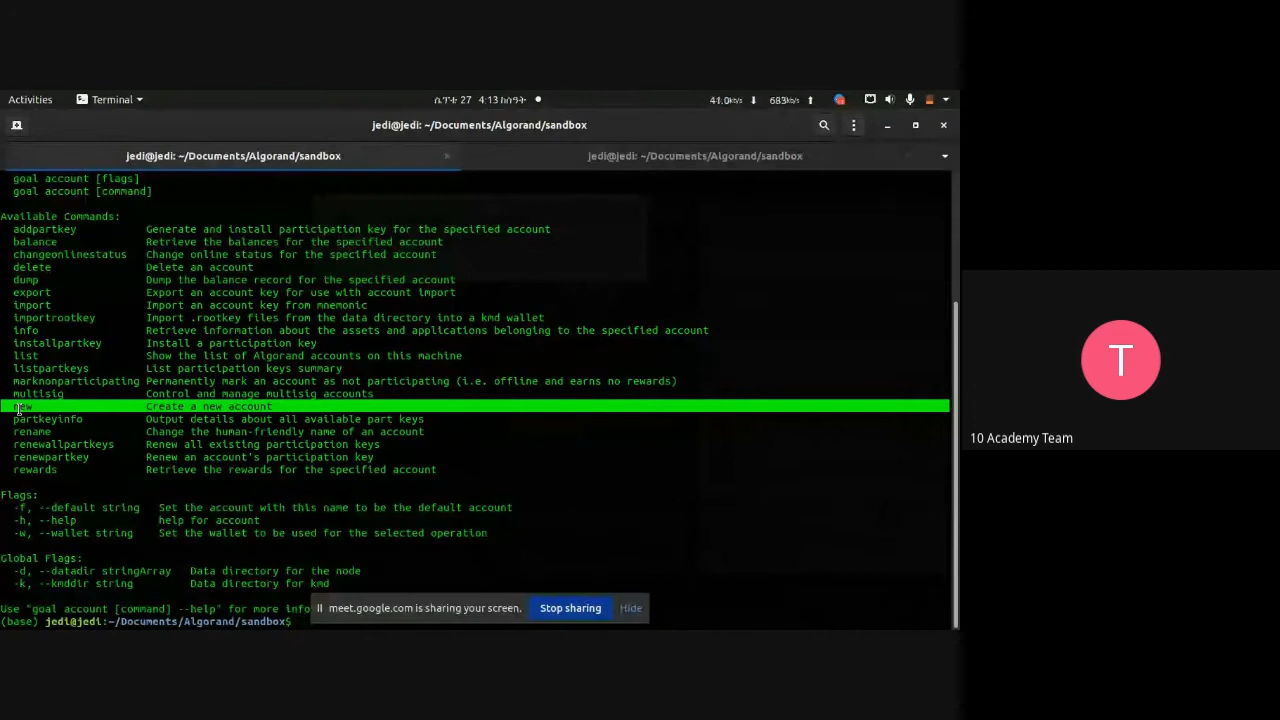 Activities Terminal ሴፕቴ 27 4:13 ከሰዓት 41.0kb/s 683kb/s
jedi@jedi: ~/Documents/Algorand/sandbox
jedi@jedi: ~/Documents/Algorand/sandbox jedi@jedi: ~/Documents/Algorand/sandbox
goal account [flags]
goal account [command]
Available Commands:
addpartkey Generate and install participation key for the specified account
balance Retrieve the balances for the specified account
changeonlinestatus Change online status for the specified account
delete Delete an account
dump Dump the balance record for the specified account
export Export an account key for use with account import
import Import an account key from mnemonic
importrootkey Import .rootkey files from the data directory into a kmd wallet
info Retrieve information about the assets and applications belonging to the specified account
installpartkey Install a participation key
list Show the list of Algorand accounts on this machine
listpartkeys List participation keys summary
marknonparticipating Permanently mark an account as not participating (i.e. offline and earns no rewards)
multisig Control and manage multisig accounts
new Create a new account
partkeyinfo Output details about all available part keys
rename Change the human-friendly name of an account
renewallpartkeys Renew all existing participation keys
renewpartkey Renew an account's participation key
rewards Retrieve the rewards for the specified account
Flags:
-f, --default string Set the account with this name to be the default account
-h, --help help for account
-w, --wallet string Set the wallet to be used for the selected operation
Global Flags:
-d, --datadir stringArray Data directory for the node
-k, --kmddir string Data directory for kmd
Use "goal account [command] --help" for more info
(base) jedi@jedi:~/Documents/Algorand/sandbox$
meet.google.com is sharing your screen. Stop sharing Hide
T
10 Academy Team